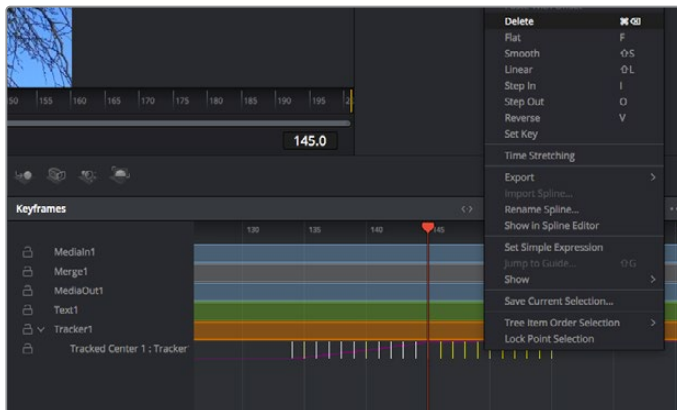 Delete ⌘⌫
Flat F
Smooth ⇧S
Linear ⇧L
Step In I
Step Out O
Reverse V
Set Key
Time Stretching
Export >
Import Spline...
Rename Spline...
Show in Spline Editor
Set Simple Expression
Jump to Guide... ⇧G
Show >
Save Current Selection...
Tree Item Order Selection >
Lock Point Selection
155 160 165 170 175 180 185 190 195
145.0
Keyframes
130 135 140 145
MediaIn1
Merge1
MediaOut1
Text1
Tracker1
Tracked Center 1 : Tracker